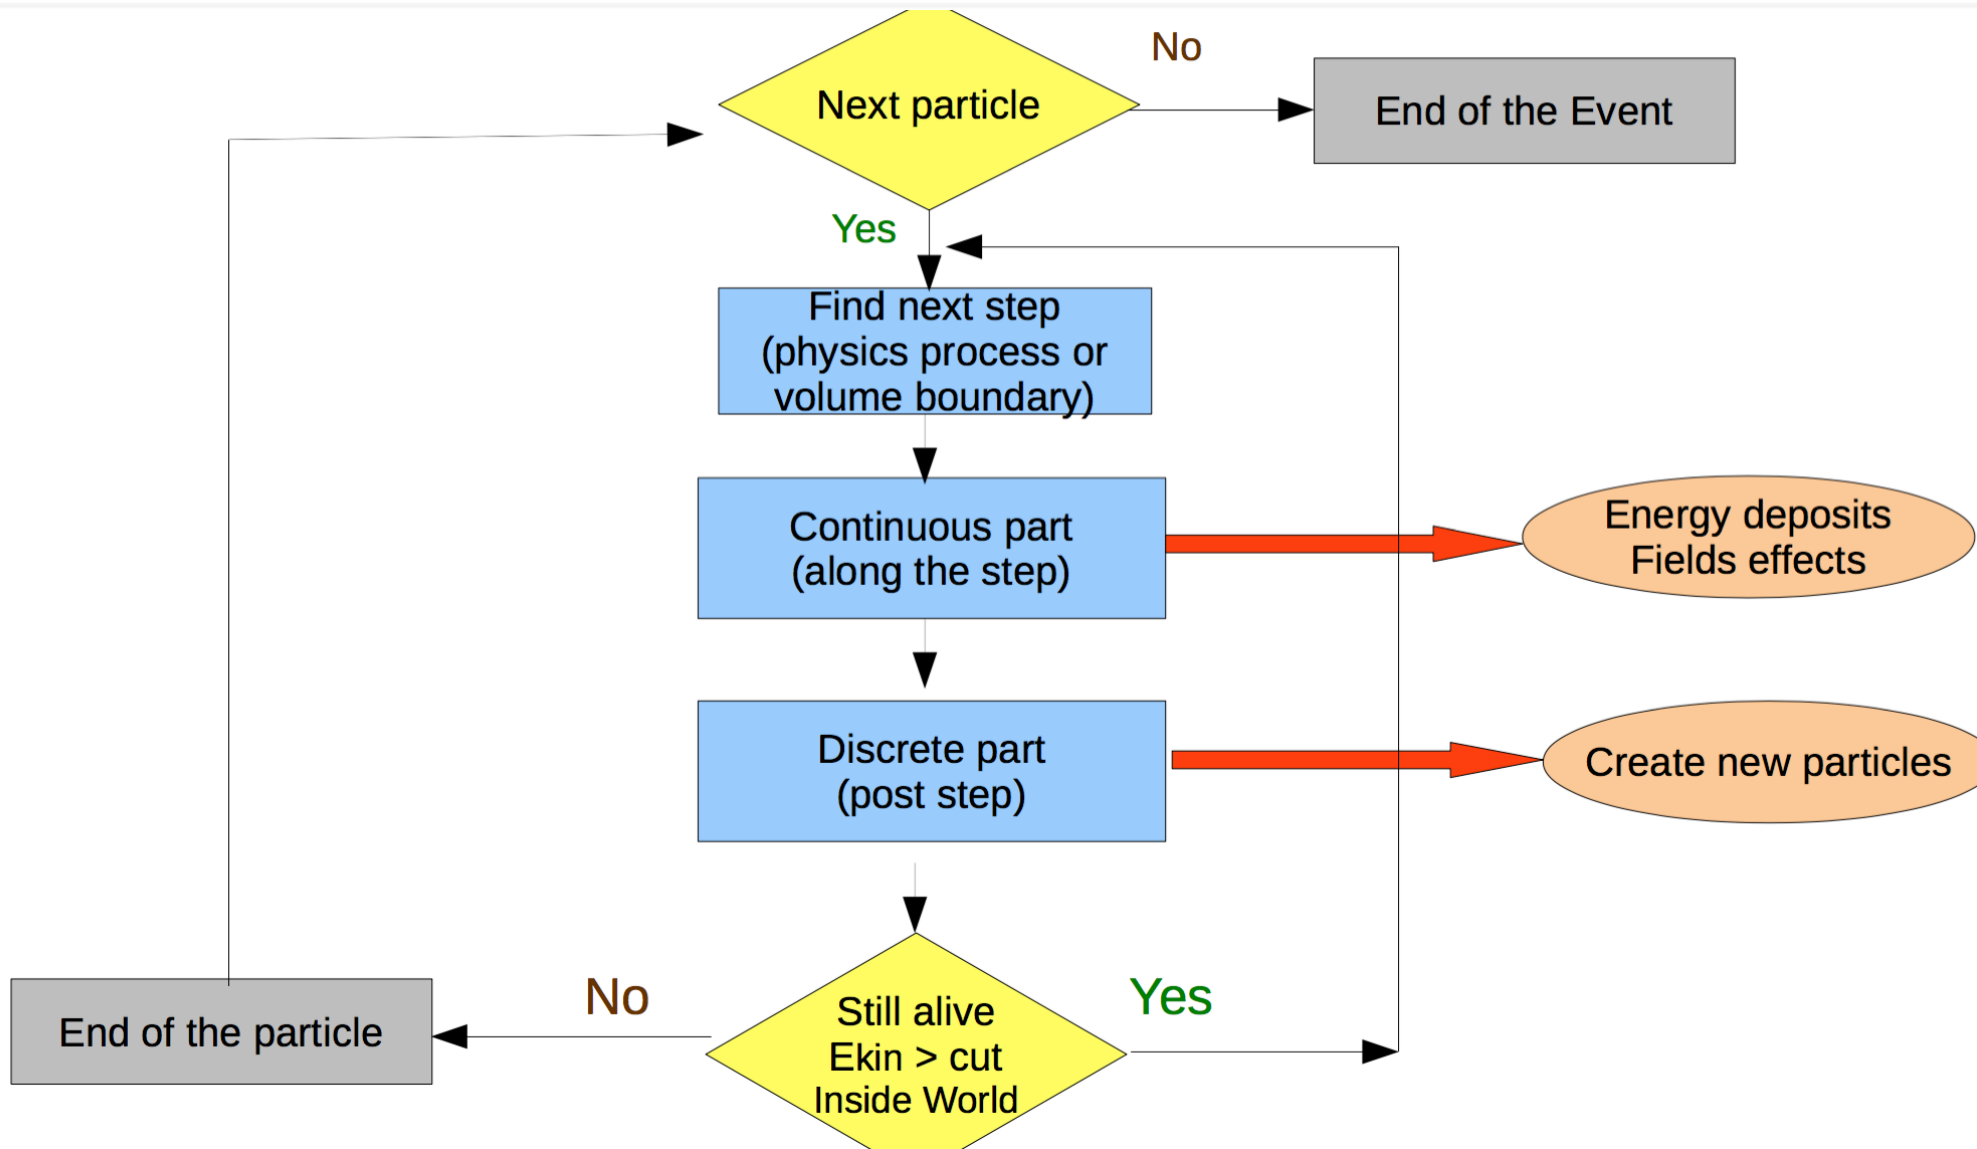 No
Next particle
End of the Event
Yes
Find next step
(physics process or
volume boundary)
Continuous part
(along the step)
Energy deposits
Fields effects
Discrete part
(post step)
Create new particles
No
Yes
Still alive
Ekin > cut
Inside World
End of the particle